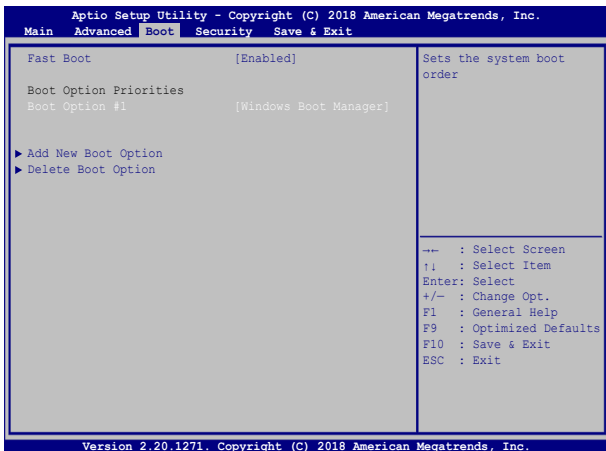 Aptio Setup Utility - Copyright (C) 2018 American Megatrends, Inc.
Main Advanced Boot Security Save & Exit
Fast Boot [Enabled]
Boot Option Priorities
Boot Option #1 [Windows Boot Manager]
▶ Add New Boot Option
▶ Delete Boot Option
Sets the system boot
order
→← : Select Screen
↑↓ : Select Item
Enter: Select
+/— : Change Opt.
F1 : General Help
F9 : Optimized Defaults
F10 : Save & Exit
ESC : Exit
Version 2.20.1271. Copyright (C) 2018 American Megatrends, Inc.